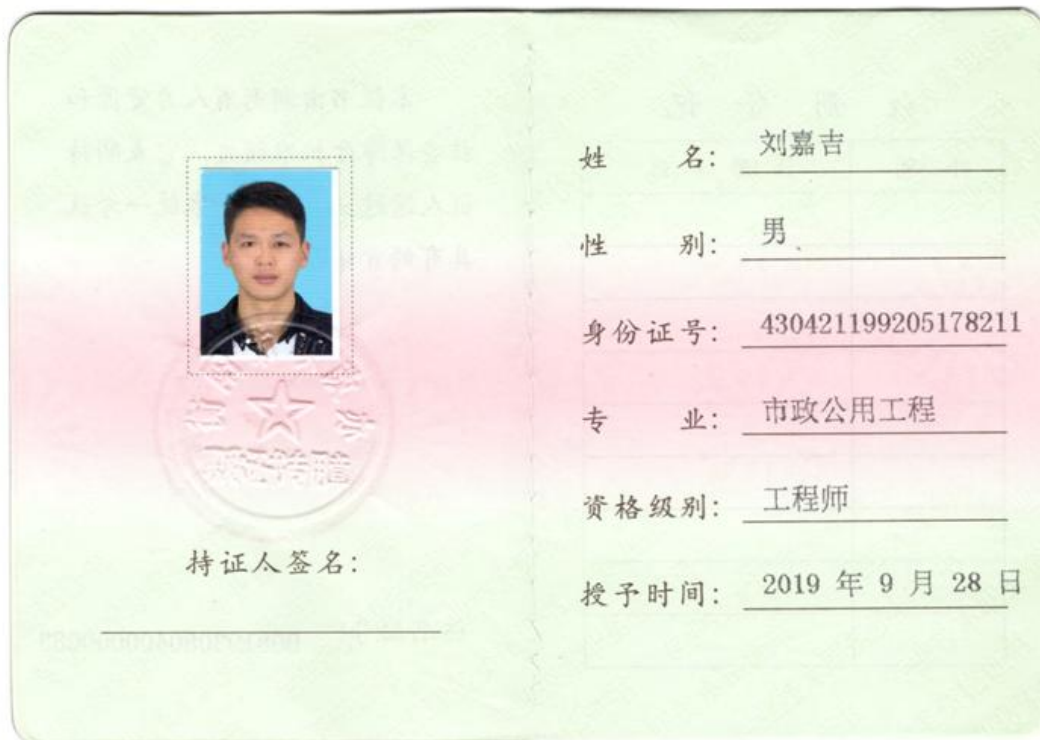 持证人签名：
姓 名： 刘嘉吉
性 别： 男
身份证号： 430421199205178211
专 业： 市政公用工程
资格级别： 工程师
授予时间： 2019 年 9 月 28 日